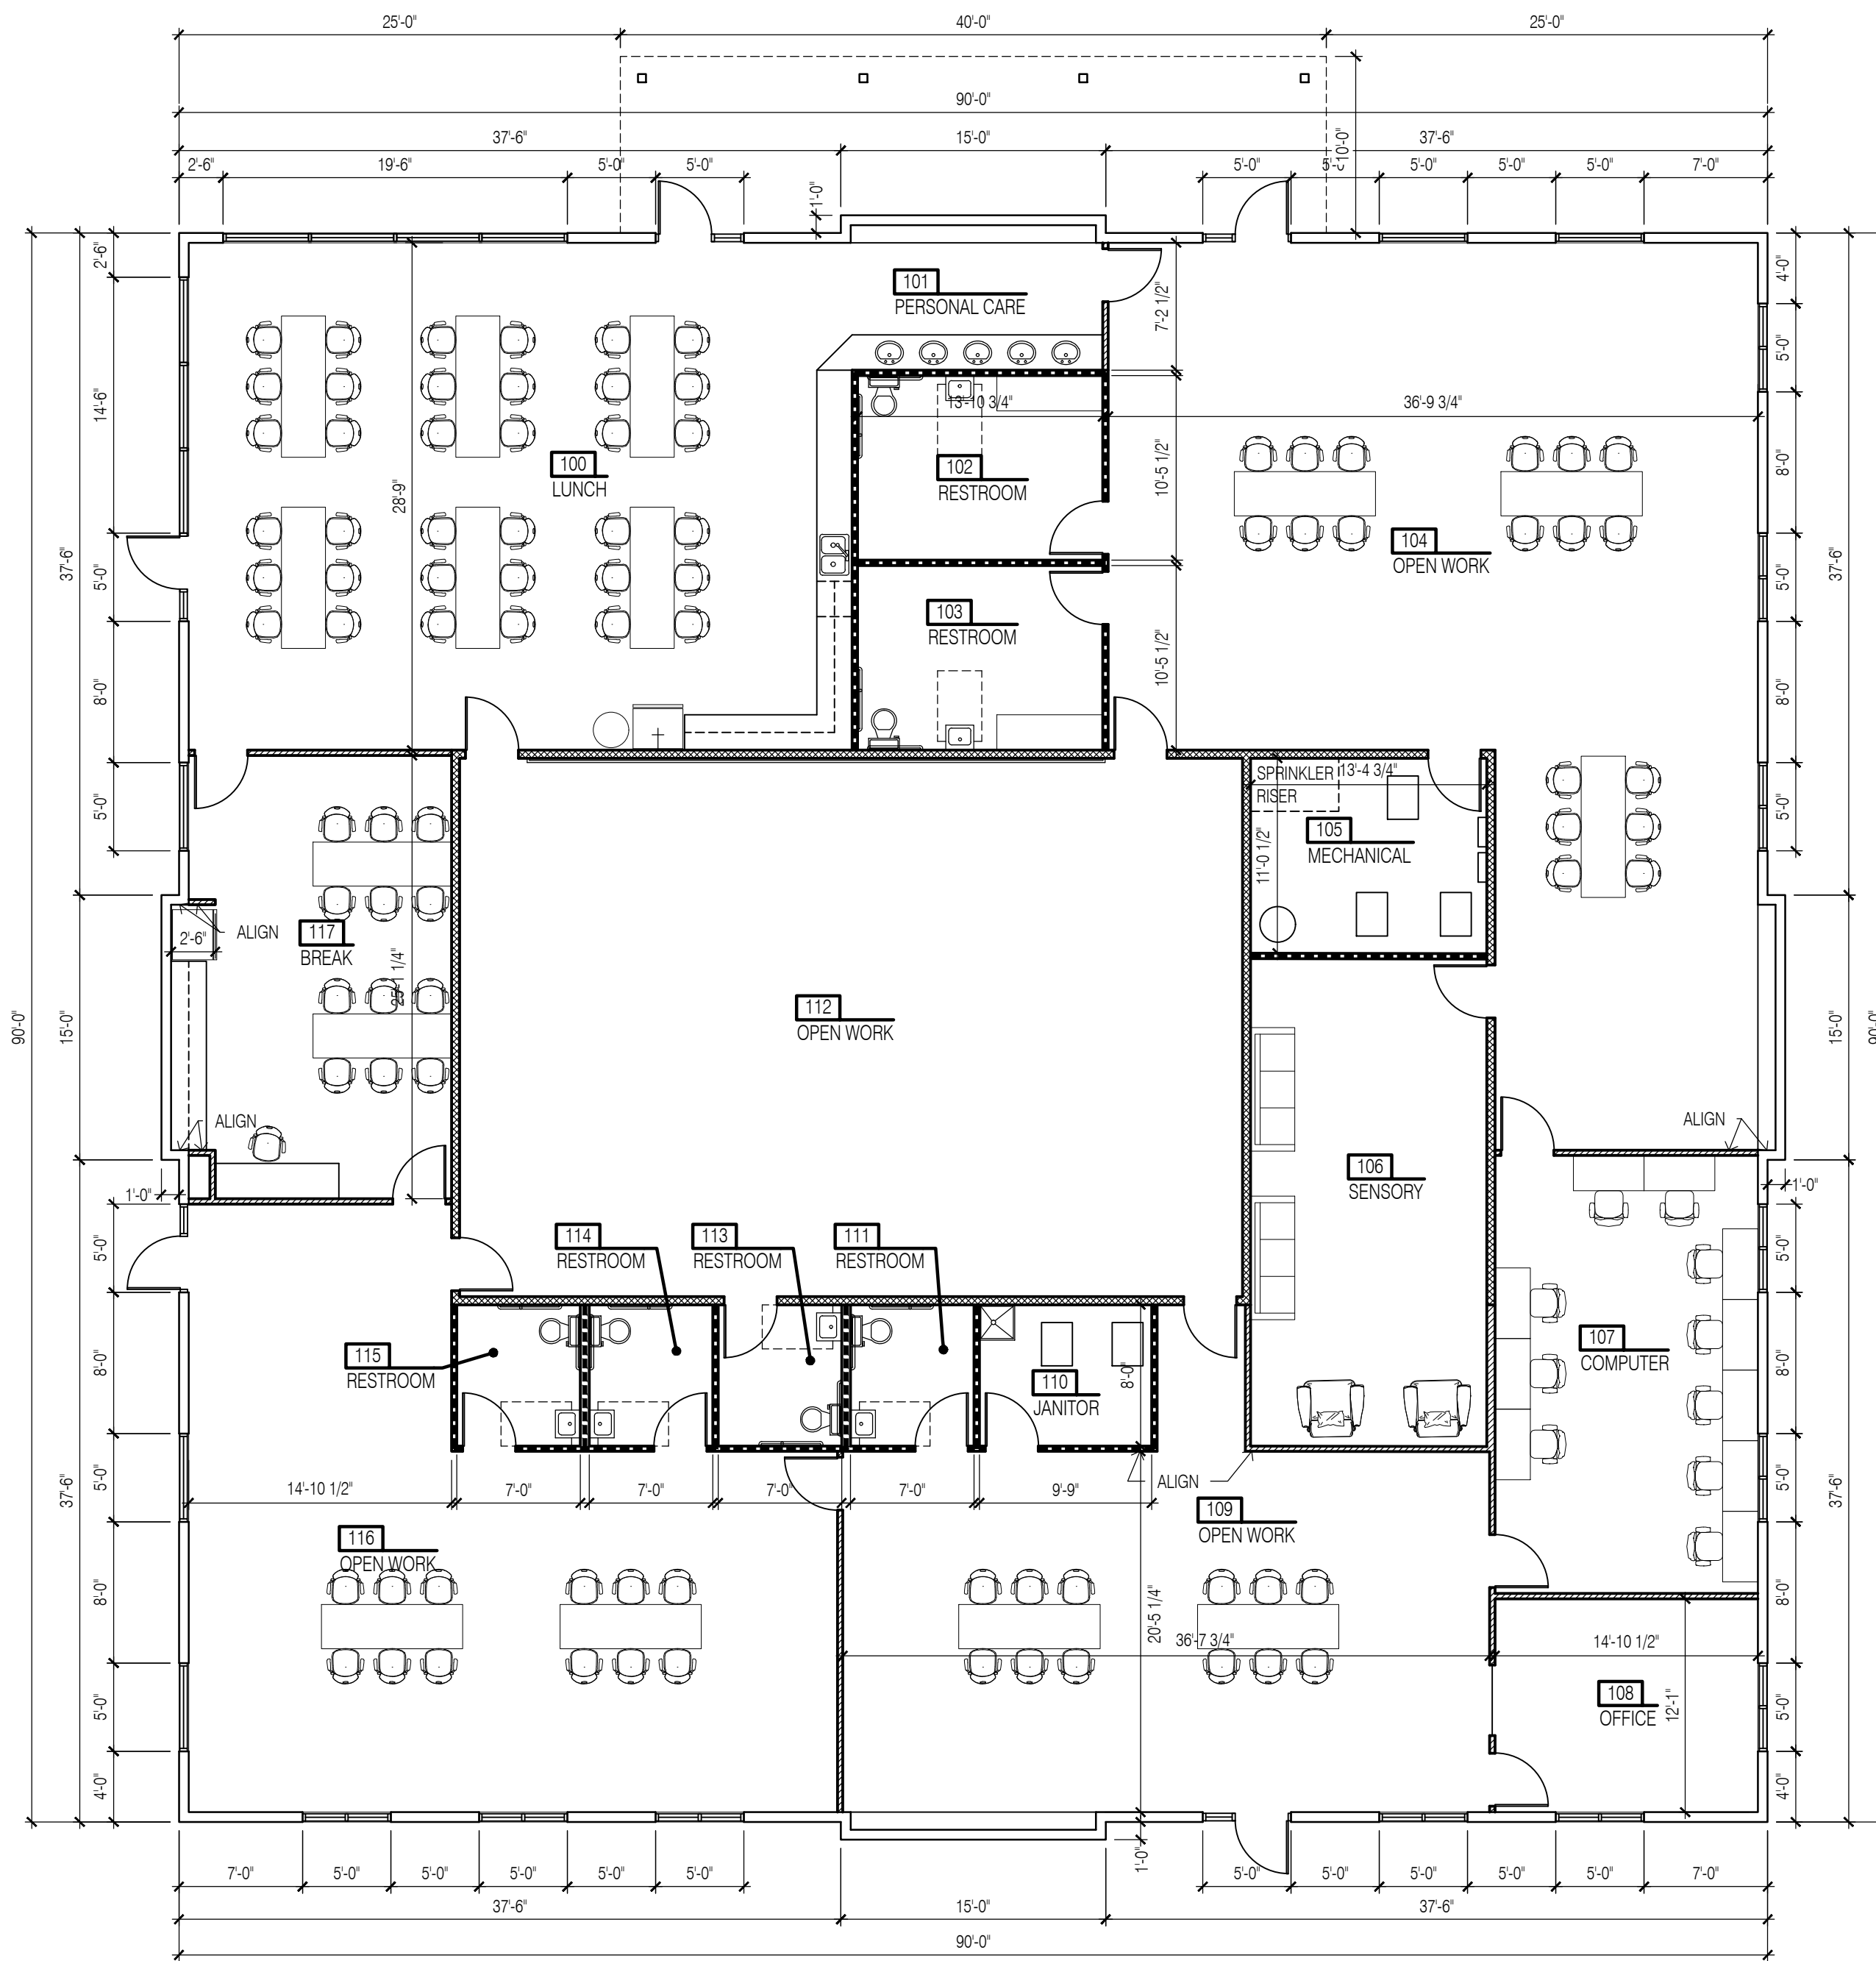 25'-0" 40'-0" 25'-0"
90'-0"
37'-6" 15'-0" 37'-6"
10'-0"
2'-6" 19'-6" 5'-0" 5'-0" 5'-0" 5'-0" 5'-0" 5'-0" 5'-0" 7'-0"
1'-0"
2'-6"
4'-0"
101
PERSONAL CARE
7'-2 1/2"
5'-0"
14'-6"
13'-10 3/4"
36'-9 3/4"
100
LUNCH
28'-9"
102
RESTROOM
10'-5 1/2"
8'-0"
104
OPEN WORK
37'-6"
5'-0"
5'-0"
37'-6"
103
RESTROOM
10'-5 1/2"
8'-0"
8'-0"
SPRINKLER
RISER
13'-4 3/4"
5'-0"
5'-0"
105
MECHANICAL
11'-0 1/2"
ALIGN
2'-6"
117
BREAK
25'-1 1/4"
112
OPEN WORK
90'-0"
15'-0"
15'-0"
90'-0"
ALIGN
ALIGN
106
SENSORY
1'-0"
1'-0"
114
RESTROOM
113
RESTROOM
111
RESTROOM
5'-0"
5'-0"
115
RESTROOM
107
COMPUTER
8'-0"
8'-0"
110
JANITOR
8'-0"
37'-6"
5'-0"
14'-10 1/2" 7'-0" 7'-0" 7'-0" 7'-0" 9'-9"
ALIGN
5'-0"
37'-6"
116
OPEN WORK
109
OPEN WORK
8'-0"
8'-0"
20'-5 1/4"
36'-7 3/4"
14'-10 1/2"
108
OFFICE
12'-1"
5'-0"
5'-0"
4'-0"
4'-0"
1'-0"
7'-0" 5'-0" 5'-0" 5'-0" 5'-0" 5'-0" 5'-0" 5'-0" 5'-0" 5'-0" 5'-0" 7'-0"
37'-6" 15'-0" 37'-6"
90'-0"